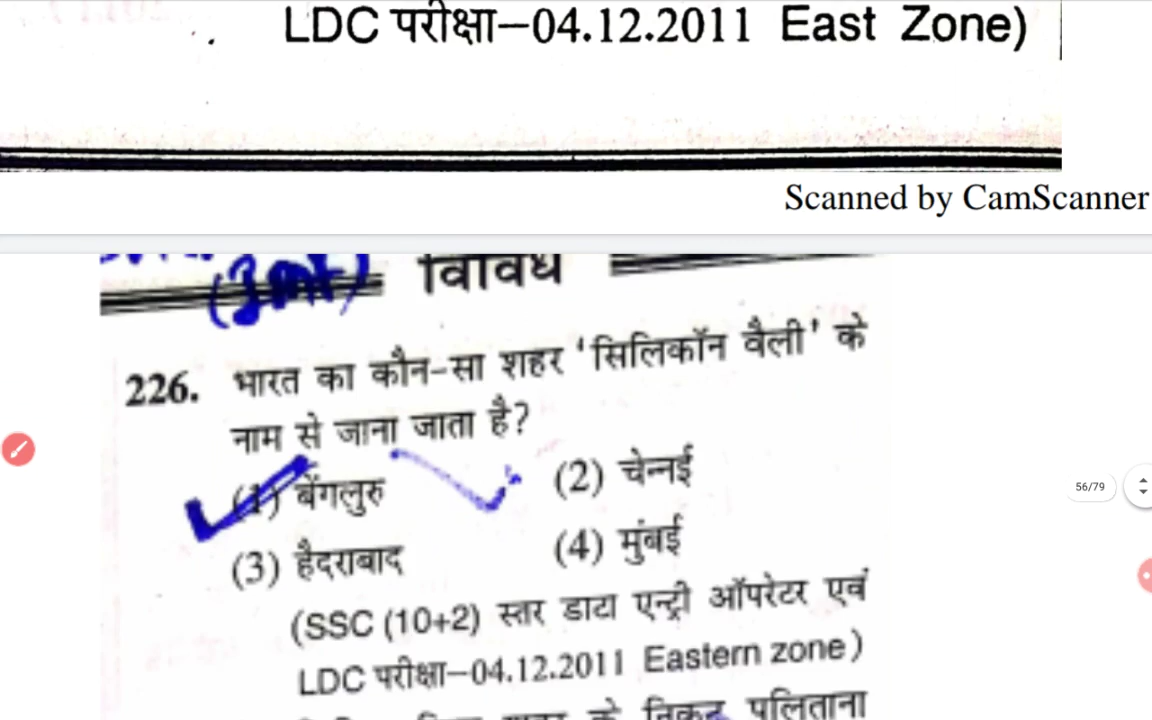 LDC परीक्षा–04.12.2011 East Zone)
Scanned by CamScanner
विविध
226. भारत का कौन-सा शहर ‘सिलिकॉन वैली’ के
नाम से जाना जाता है?
(1) बेंगलुरु (2) चेन्नई
(3) हैदराबाद (4) मुंबई
(SSC (10+2) स्तर डाटा एन्ट्री ऑपरेटर एवं
LDC परीक्षा–04.12.2011 Eastern zone)
के निकट पलिताना
56/79